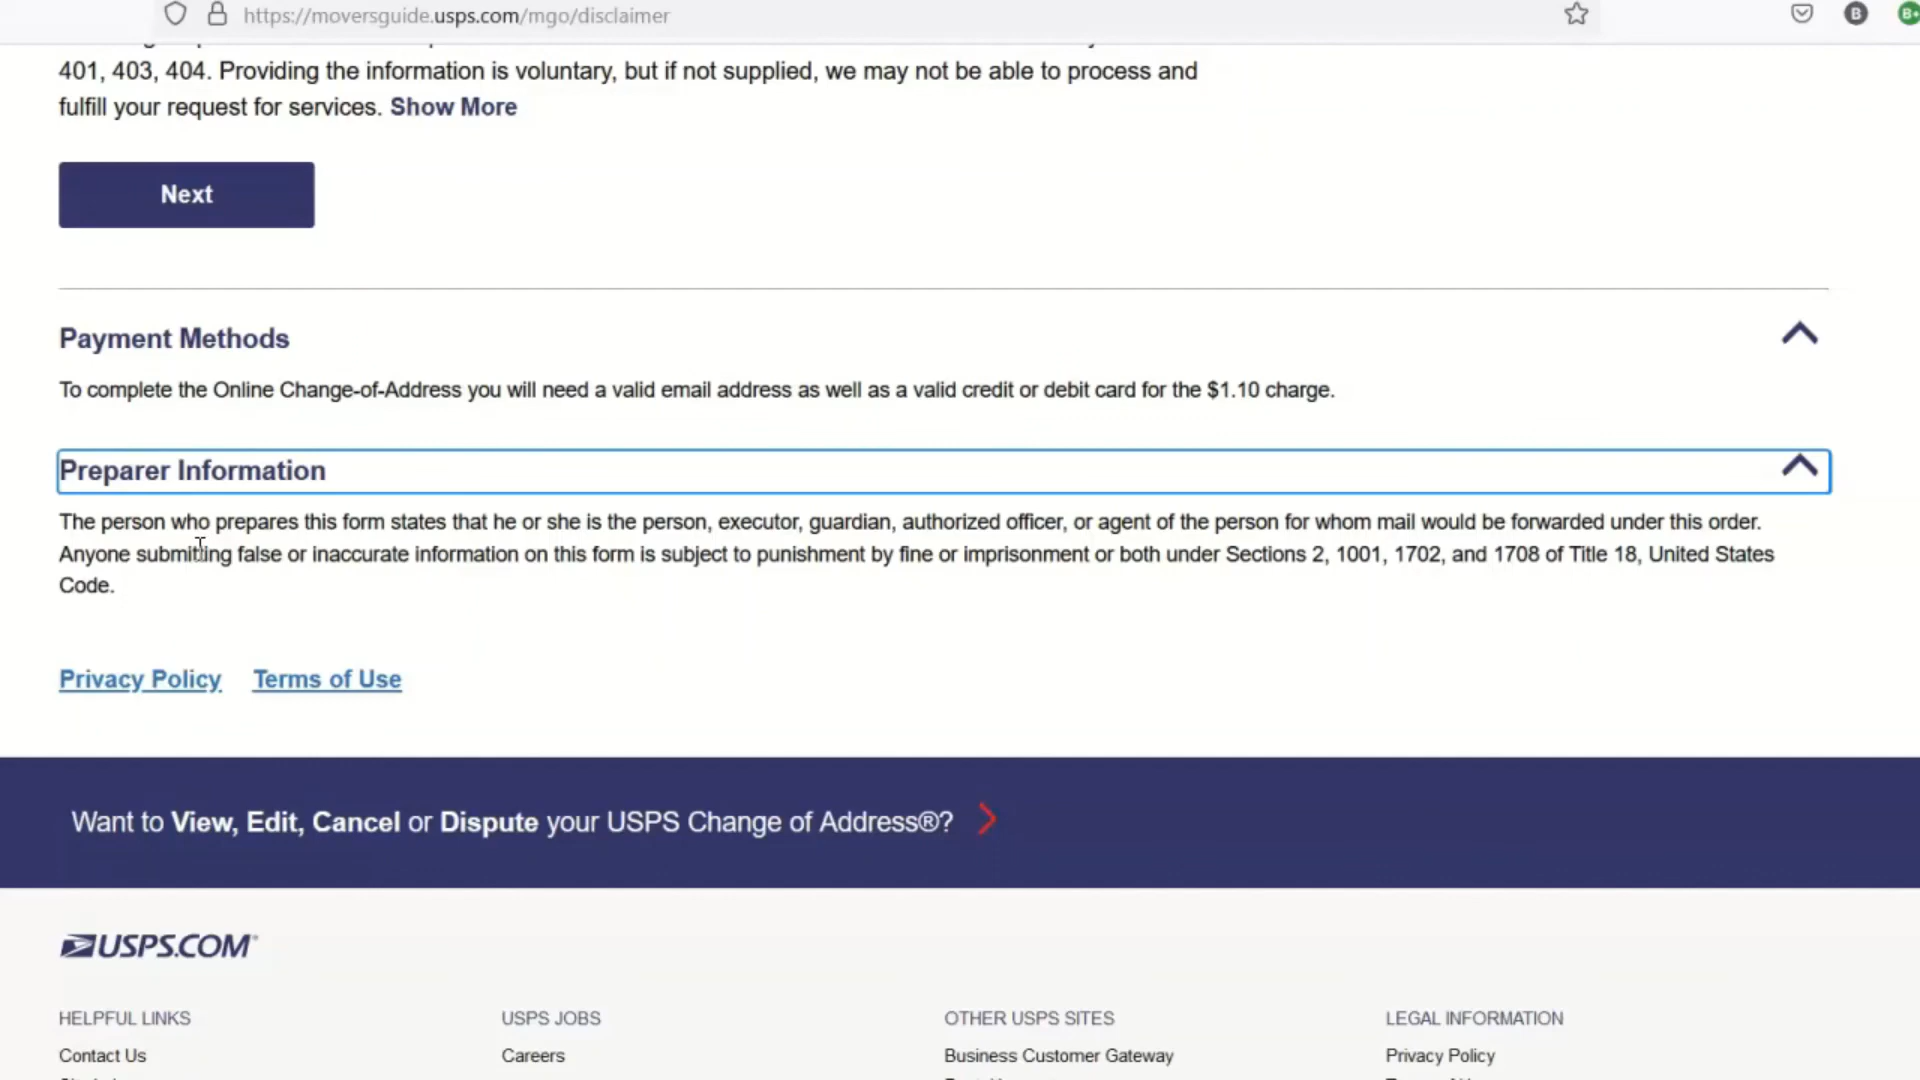 https://moversguide.usps.com/mgo/disclaimer
B
B+
401, 403, 404. Providing the information is voluntary, but if not supplied, we may not be able to process and
fulfill your request for services. Show More
Next
Payment Methods
To complete the Online Change-of-Address you will need a valid email address as well as a valid credit or debit card for the $1.10 charge.
Preparer Information
The person who prepares this form states that he or she is the person, executor, guardian, authorized officer, or agent of the person for whom mail would be forwarded under this order.
Anyone submitting false or inaccurate information on this form is subject to punishment by fine or imprisonment or both under Sections 2, 1001, 1702, and 1708 of Title 18, United States
Code.
Privacy Policy Terms of Use
Want to View, Edit, Cancel or Dispute your USPS Change of Address®?
USPS.COM®
HELPFUL LINKS USPS JOBS OTHER USPS SITES LEGAL INFORMATION
Contact Us Careers Business Customer Gateway Privacy Policy